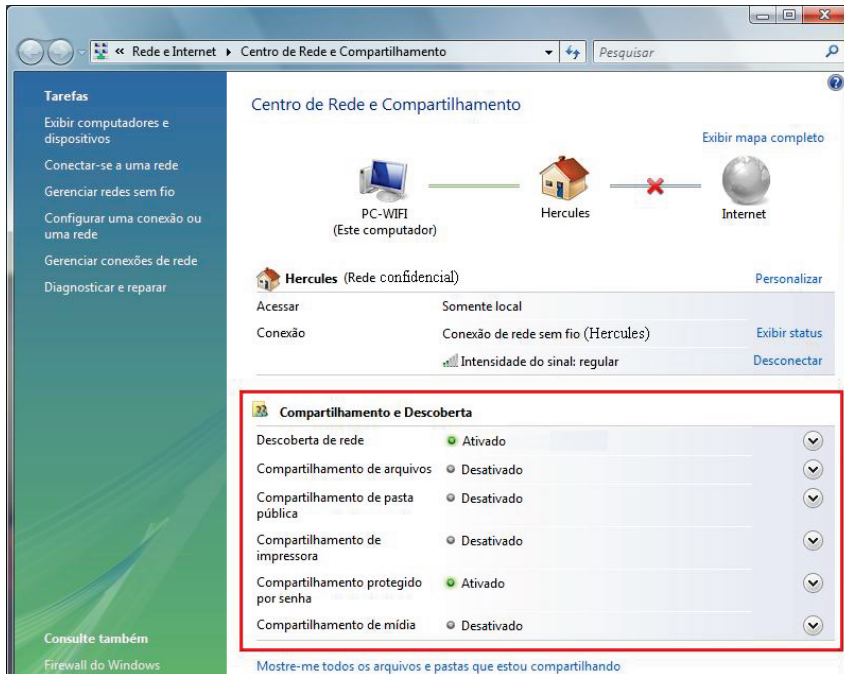 « Rede e Internet ▸ Centro de Rede e Compartilhamento
Pesquisar
Tarefas
Exibir computadores e
dispositivos
Conectar-se a uma rede
Gerenciar redes sem fio
Configurar uma conexão ou
uma rede
Gerenciar conexões de rede
Diagnosticar e reparar
Consulte também
Firewall do Windows
Centro de Rede e Compartilhamento
Exibir mapa completo
PC-WIFI
(Este computador)
Hercules
Internet
Hercules (Rede confidencial)
Personalizar
Acessar Somente local
Conexão Conexão de rede sem fio (Hercules) Exibir status
Intensidade do sinal: regular Desconectar
Compartilhamento e Descoberta
Descoberta de rede Ativado
Compartilhamento de arquivos Desativado
Compartilhamento de pasta
pública
Desativado
Compartilhamento de
impressora
Desativado
Compartilhamento protegido
por senha
Ativado
Compartilhamento de mídia Desativado
Mostre-me todos os arquivos e pastas que estou compartilhando